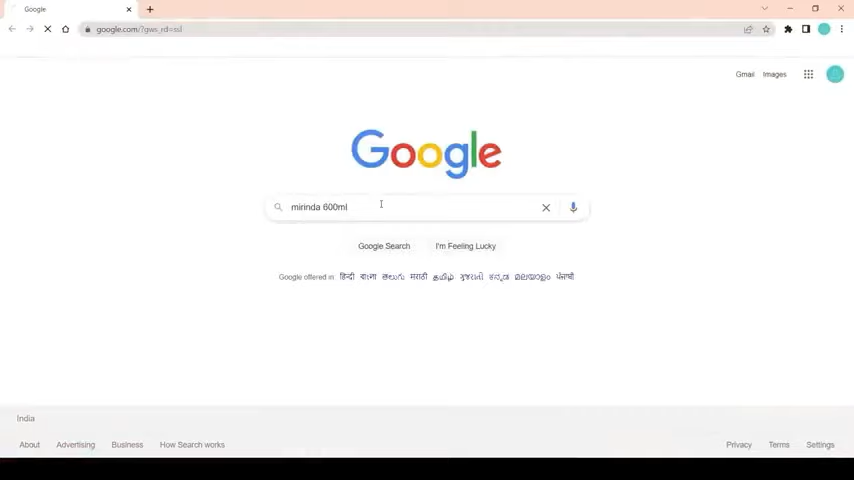 Google
google.com/?gws_rd=ssl
Gmail Images
Google
mirinda 600ml
Google Search I'm Feeling Lucky
Google offered in: हिन्दी বাংলা తెలుగు मराठी தமிழ் ગુજરાતી ಕನ್ನಡ മലയാളം ਪੰਜਾਬੀ
India
About Advertising Business How Search works Privacy Terms Settings